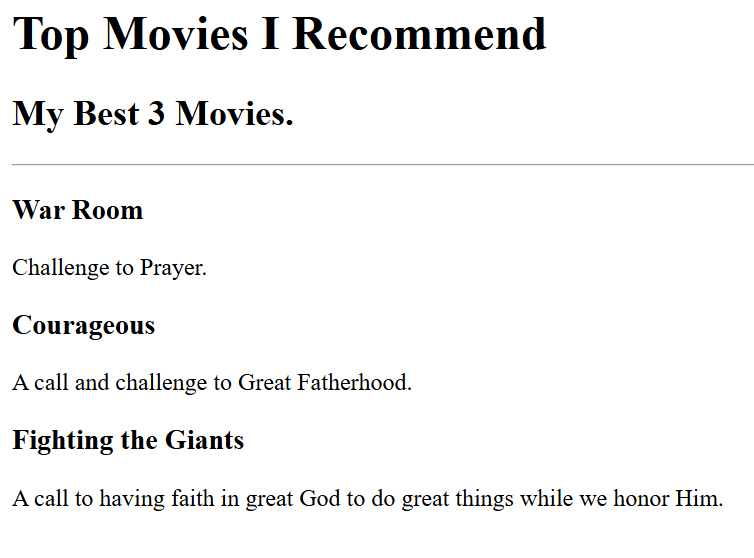 Top Movies I Recommend
My Best 3 Movies.
War Room
Challenge to Prayer.
Courageous
A call and challenge to Great Fatherhood.
Fighting the Giants
A call to having faith in great God to do great things while we honor Him.